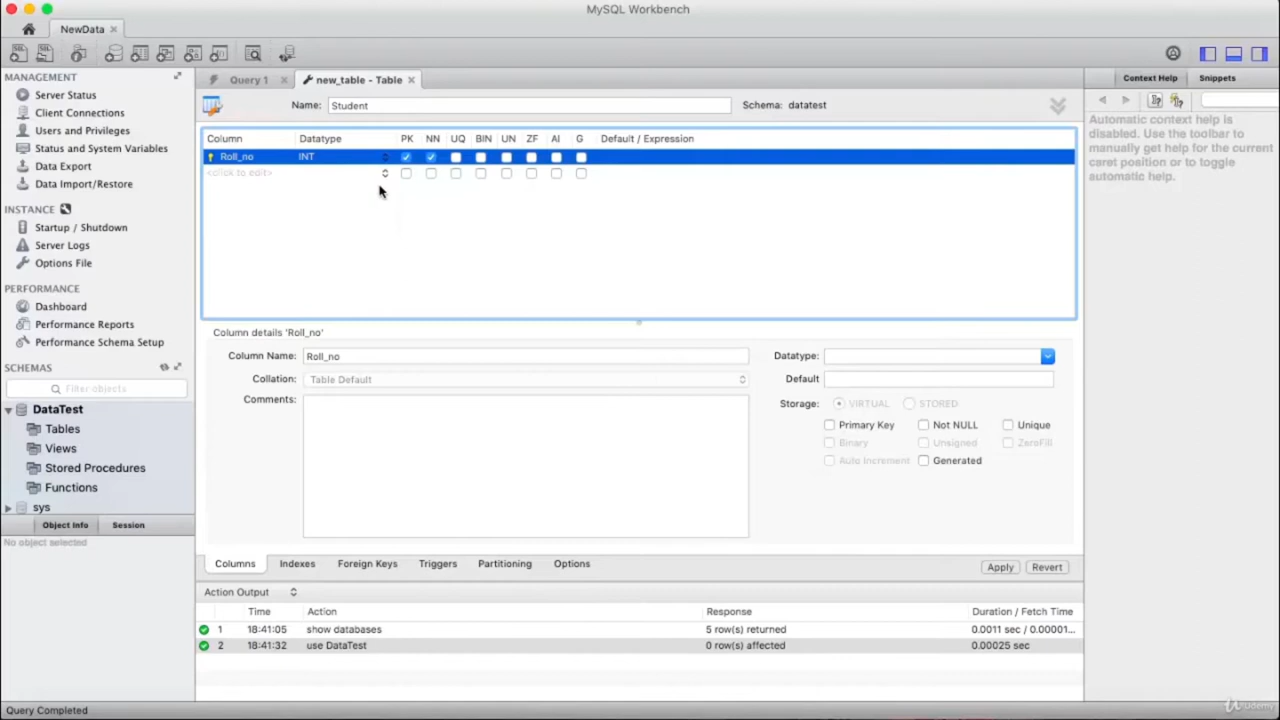 MySQL Workbench
NewData
MANAGEMENT
Server Status
Client Connections
Users and Privileges
Status and System Variables
Data Export
Data Import/Restore
INSTANCE
Startup / Shutdown
Server Logs
Options File
PERFORMANCE
Dashboard
Performance Reports
Performance Schema Setup
SCHEMAS
Filter objects
DataTest
Tables
Views
Stored Procedures
Functions
sys
Object Info Session
No object selected
Query 1 new_table - Table
Name: Student Schema: datatest
Column Datatype PK NN UQ BIN UN ZF AI G Default / Expression
Roll_no INT
<click to edit>
Column details 'Roll_no'
Column Name: Roll_no Datatype:
Collation: Table Default Default
Comments: Storage: VIRTUAL STORED
Primary Key Not NULL Unique
Binary Unsigned ZeroFill
Auto Increment Generated
Columns Indexes Foreign Keys Triggers Partitioning Options Apply Revert
Action Output
Time Action Response Duration / Fetch Time
1 18:41:05 show databases 5 row(s) returned 0.0011 sec / 0.00001...
2 18:41:32 use DataTest 0 row(s) affected 0.00025 sec
Context Help Snippets
Automatic context help is
disabled. Use the toolbar to
manually get help for the
current caret position or to toggle
automatic help.
Query Completed
Udemy